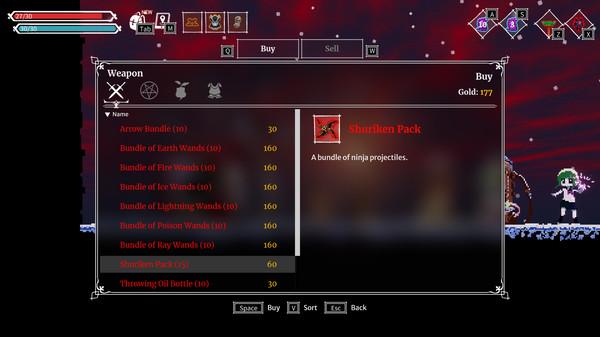 27/30
30/30
NEW
Tab
M
10
A
8
S
Z
X
Q
Buy
Sell
W
Weapon
Buy
Gold: 177
▼ Name
Arrow Bundle (10) 30
Bundle of Earth Wands (10) 160
Bundle of Fire Wands (10) 160
Bundle of Ice Wands (10) 160
Bundle of Lightning Wands (10) 160
Bundle of Poison Wands (10) 160
Bundle of Ray Wands (10) 160
Shuriken Pack (15) 60
Throwing Oil Bottle (10) 30
Shuriken Pack
A bundle of ninja projectiles.
Space Buy V Sort Esc Back